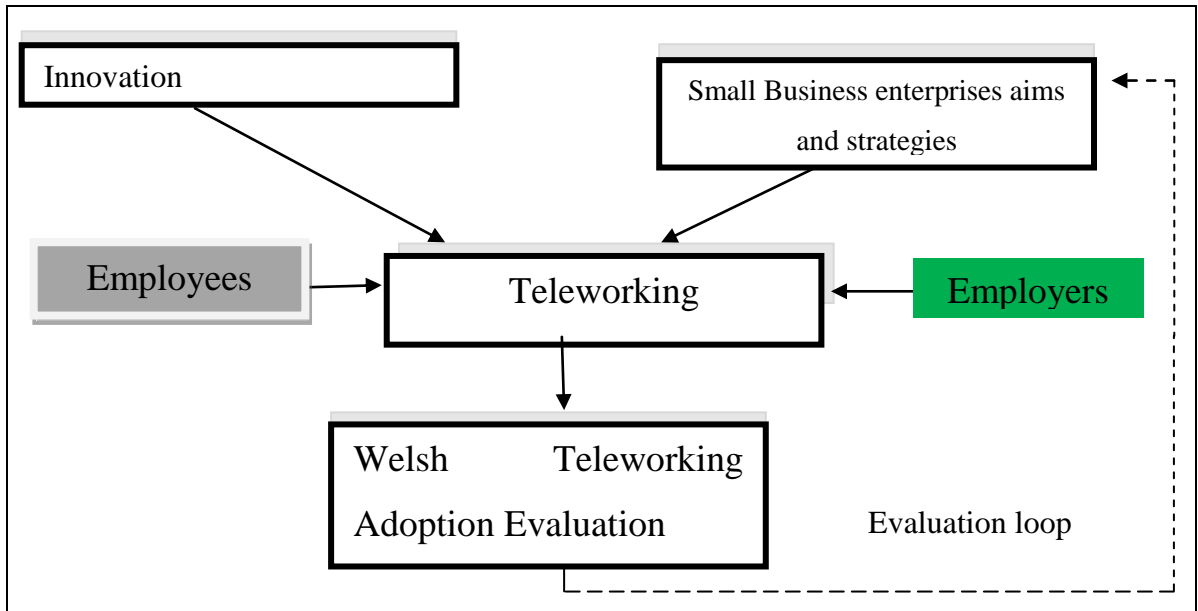 Innovation
Small Business enterprises aims
and strategies
Employees
Teleworking
Employers
Welsh Teleworking
Adoption Evaluation
Evaluation loop